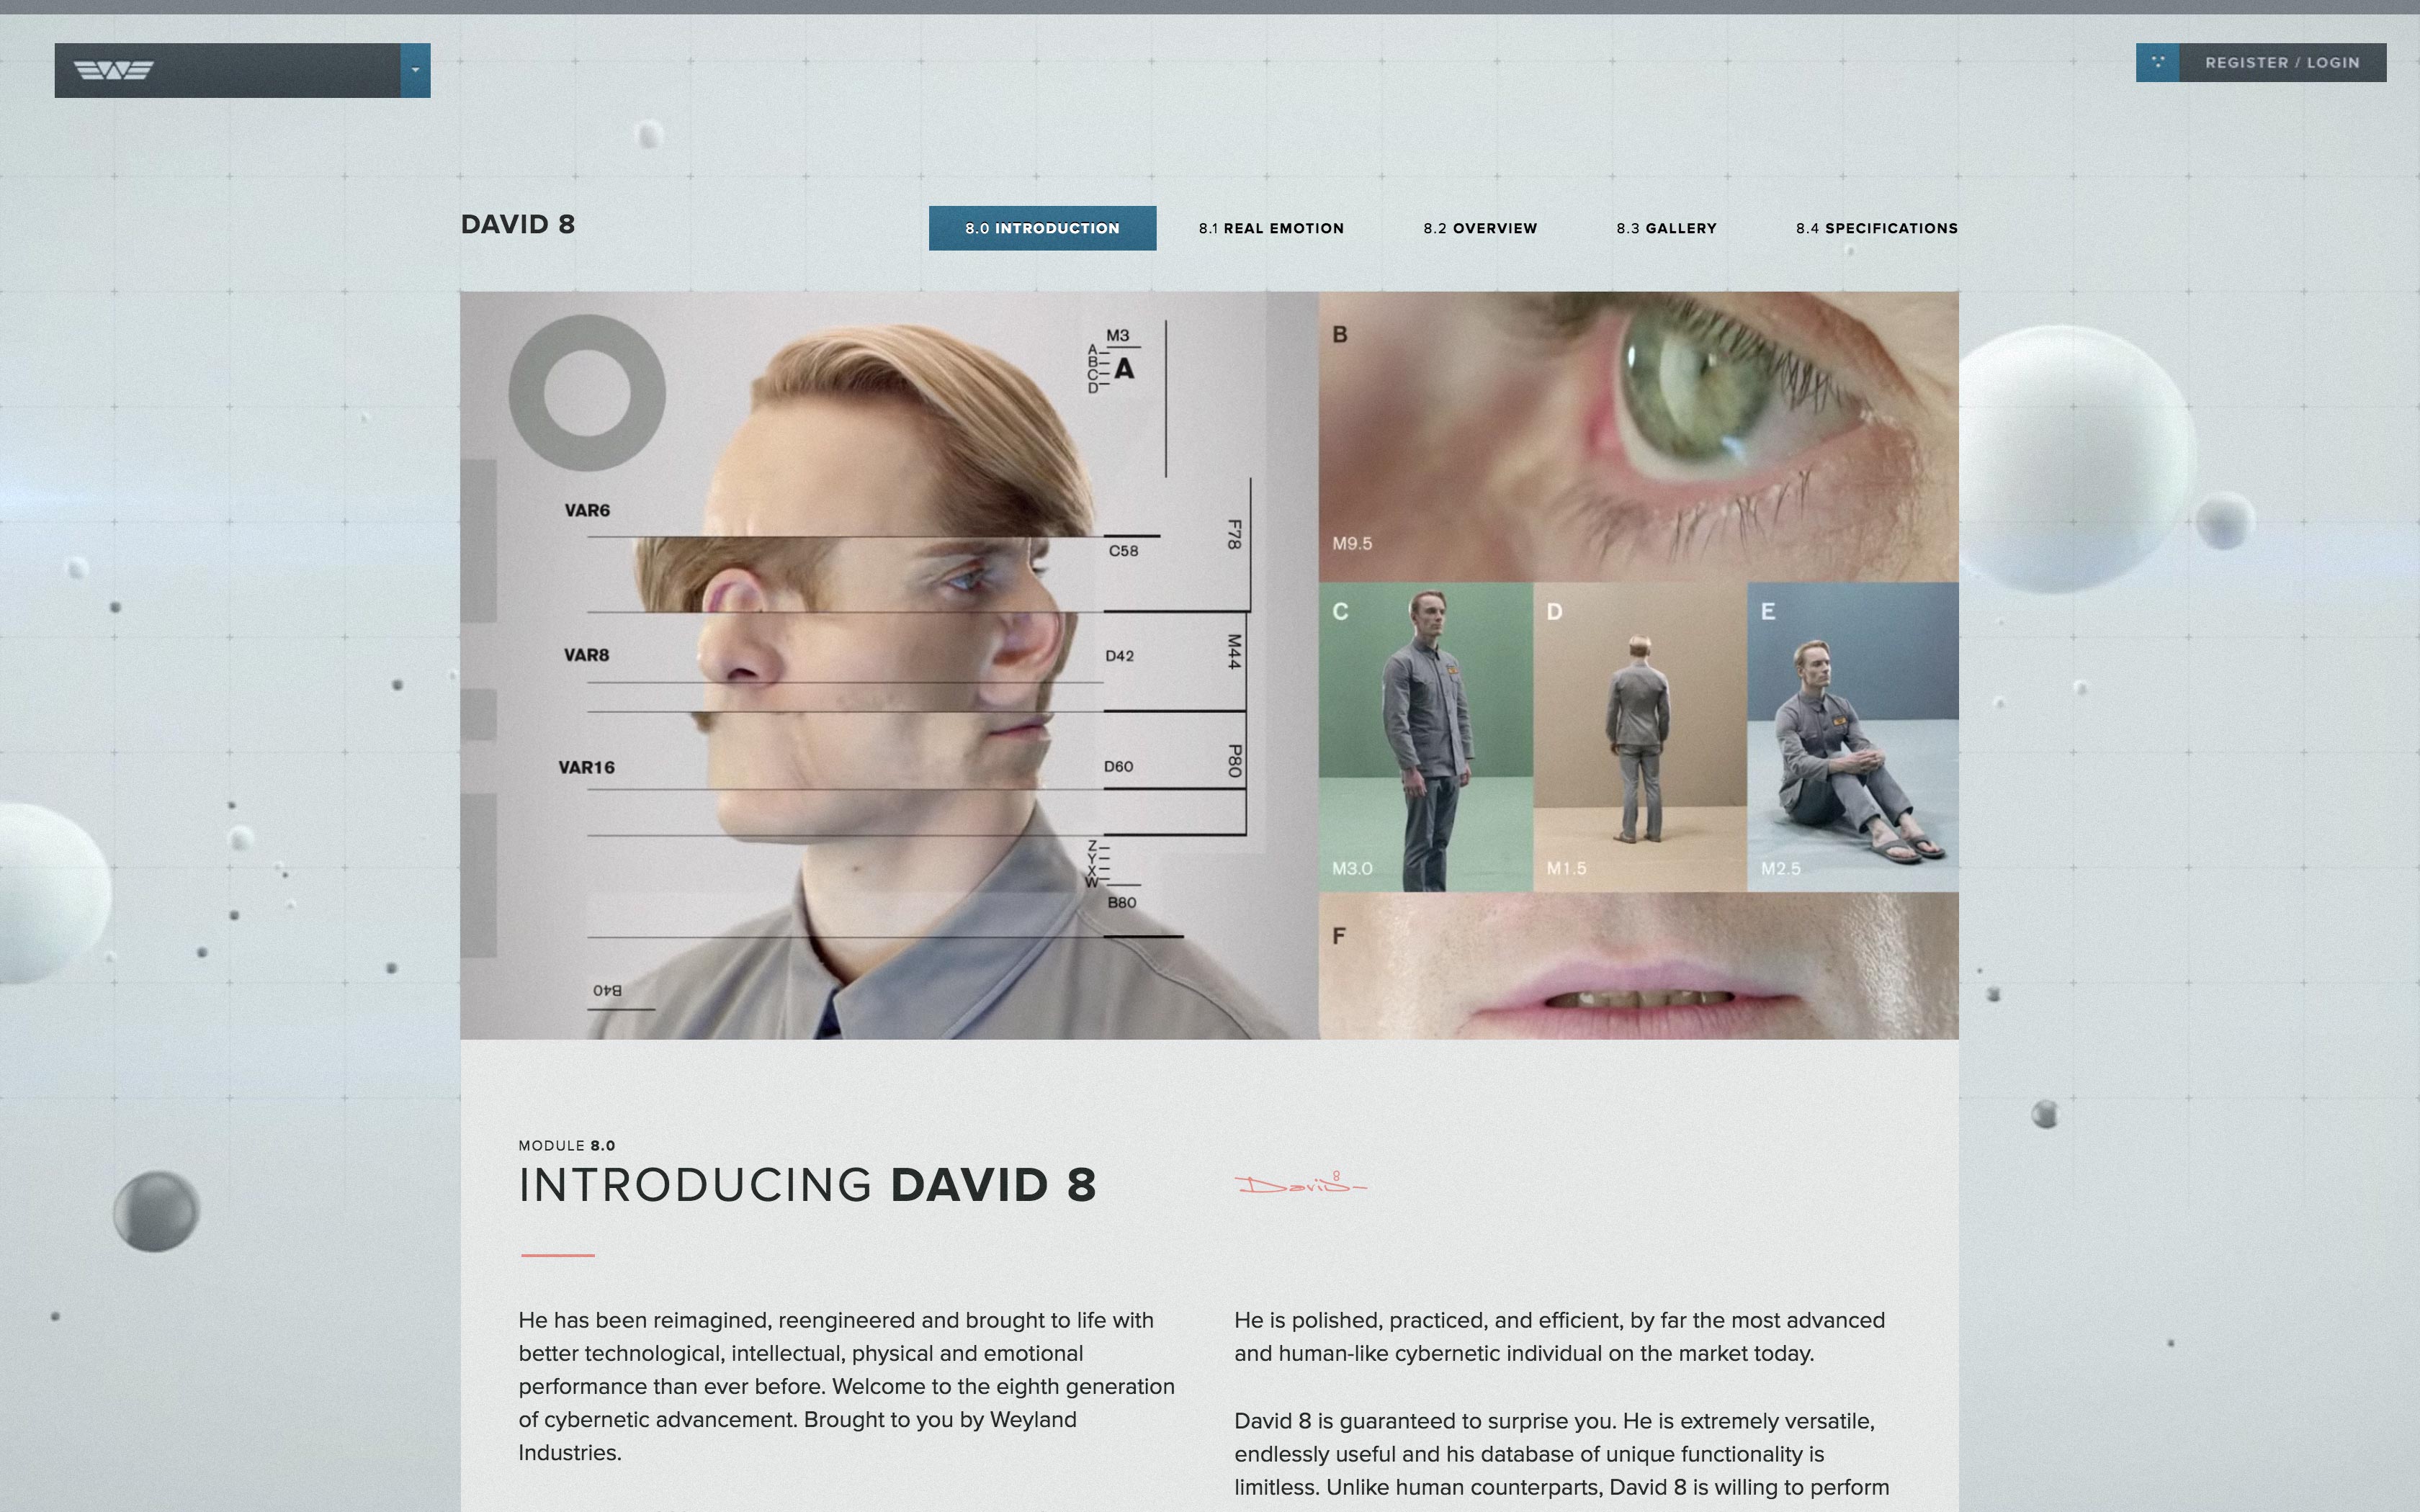 REGISTER / LOGIN
DAVID 8
8.0 INTRODUCTION
8.1 REAL EMOTION
8.2 OVERVIEW
8.3 GALLERY
8.4 SPECIFICATIONS
M3
A
B
C
D
A
VAR6
C58
F78
VAR8
D42
M44
VAR16
D60
P80
Z
Y
X
W
B80
B40
B
M9.5
C
M3.0
D
M1.5
E
M2.5
F
MODULE 8.0
INTRODUCING DAVID 8
David 8
He has been reimagined, reengineered and brought to life with
better technological, intellectual, physical and emotional
performance than ever before. Welcome to the eighth generation
of cybernetic advancement. Brought to you by Weyland
Industries.
He is polished, practiced, and efficient, by far the most advanced
and human-like cybernetic individual on the market today.
David 8 is guaranteed to surprise you. He is extremely versatile,
endlessly useful and his database of unique functionality is
limitless. Unlike human counterparts, David 8 is willing to perform